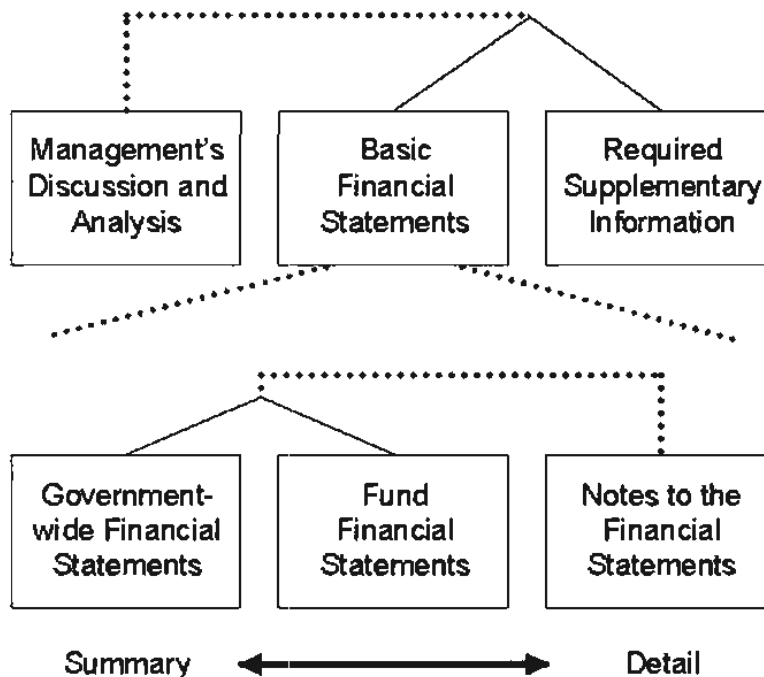 Management's
Discussion and
Analysis
Basic
Financial
Statements
Required
Supplementary
Information
Government-
wide Financial
Statements
Fund
Financial
Statements
Notes to the
Financial
Statements
Summary
Detail